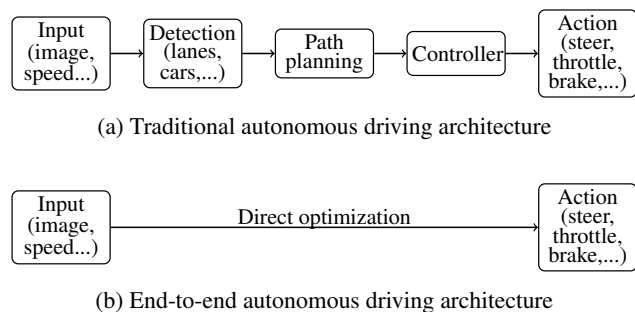 Input
(image,
speed...)
Detection
(lanes,
cars,...)
Path
planning
Controller
Action
(steer,
throttle,
brake,...)
(a) Traditional autonomous driving architecture
Input
(image,
speed...)
Direct optimization
Action
(steer,
throttle,
brake,...)
(b) End-to-end autonomous driving architecture